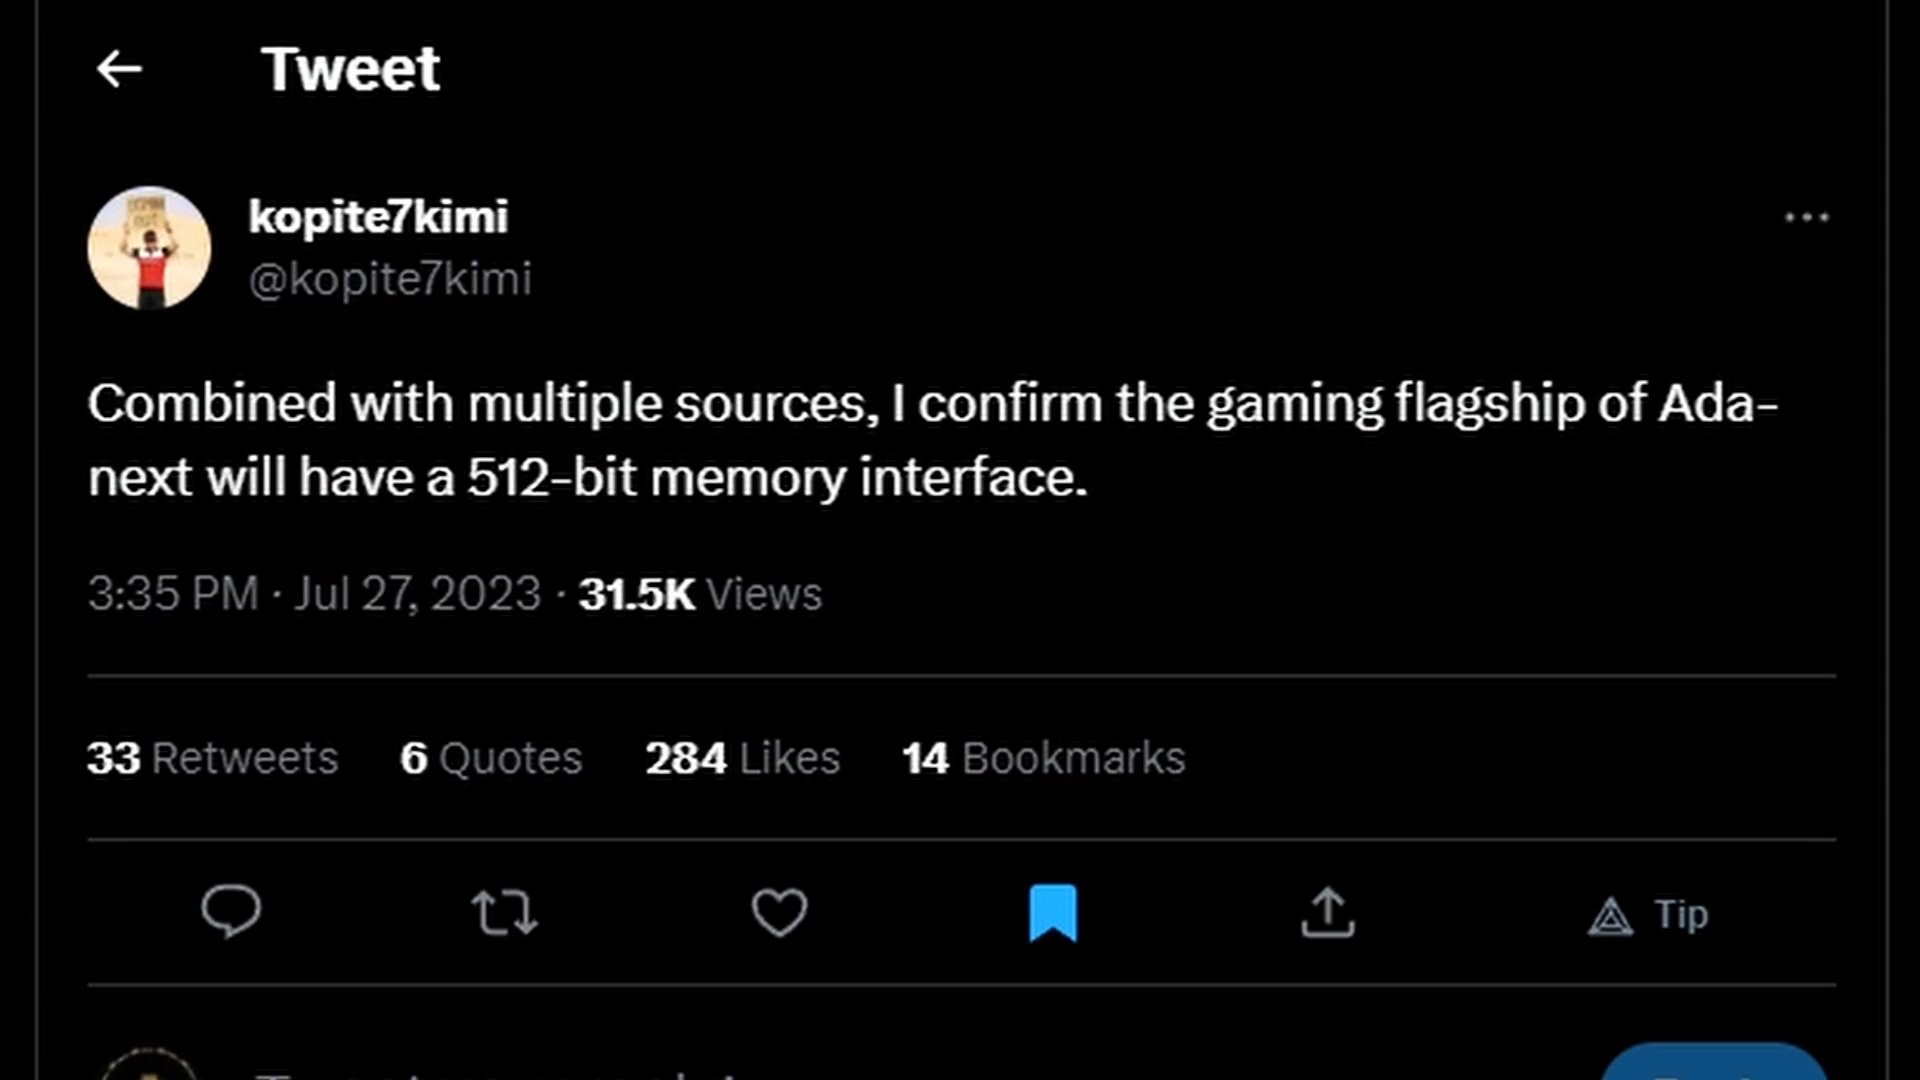 Tweet
kopite7kimi
@kopite7kimi
Combined with multiple sources, I confirm the gaming flagship of Ada-
next will have a 512-bit memory interface.
3:35 PM · Jul 27, 2023 · 31.5K Views
33 Retweets 6 Quotes 284 Likes 14 Bookmarks
Tip